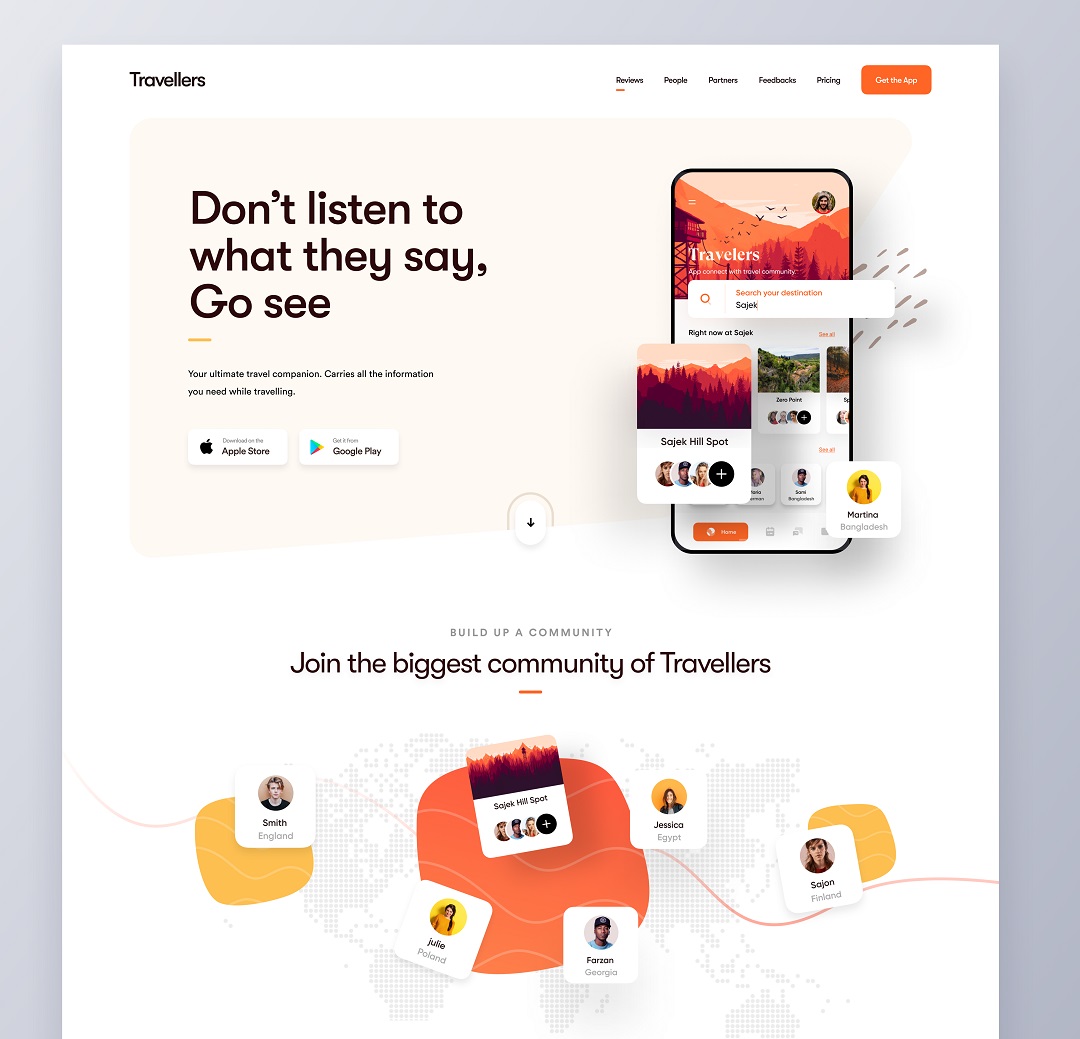 Travellers
Reviews
People
Partners
Feedbacks
Pricing
Get the App
Don't listen to
what they say,
Go see
Your ultimate travel companion. Carries all the information
you need while travelling.
Download on the
Apple Store
Get it from
Google Play
Travelers
App connect with travel community.
Search your destination
Sajek
Right now at Sajek
See all
Zero Point
Sajek Hill Spot
See all
Sami
Bangladesh
Martina
Bangladesh
Home
BUILD UP A COMMUNITY
Join the biggest community of Travellers
Smith
England
Sajek Hill Spot
Jessica
Egypt
Sajon
Finland
julie
Poland
Farzan
Georgia